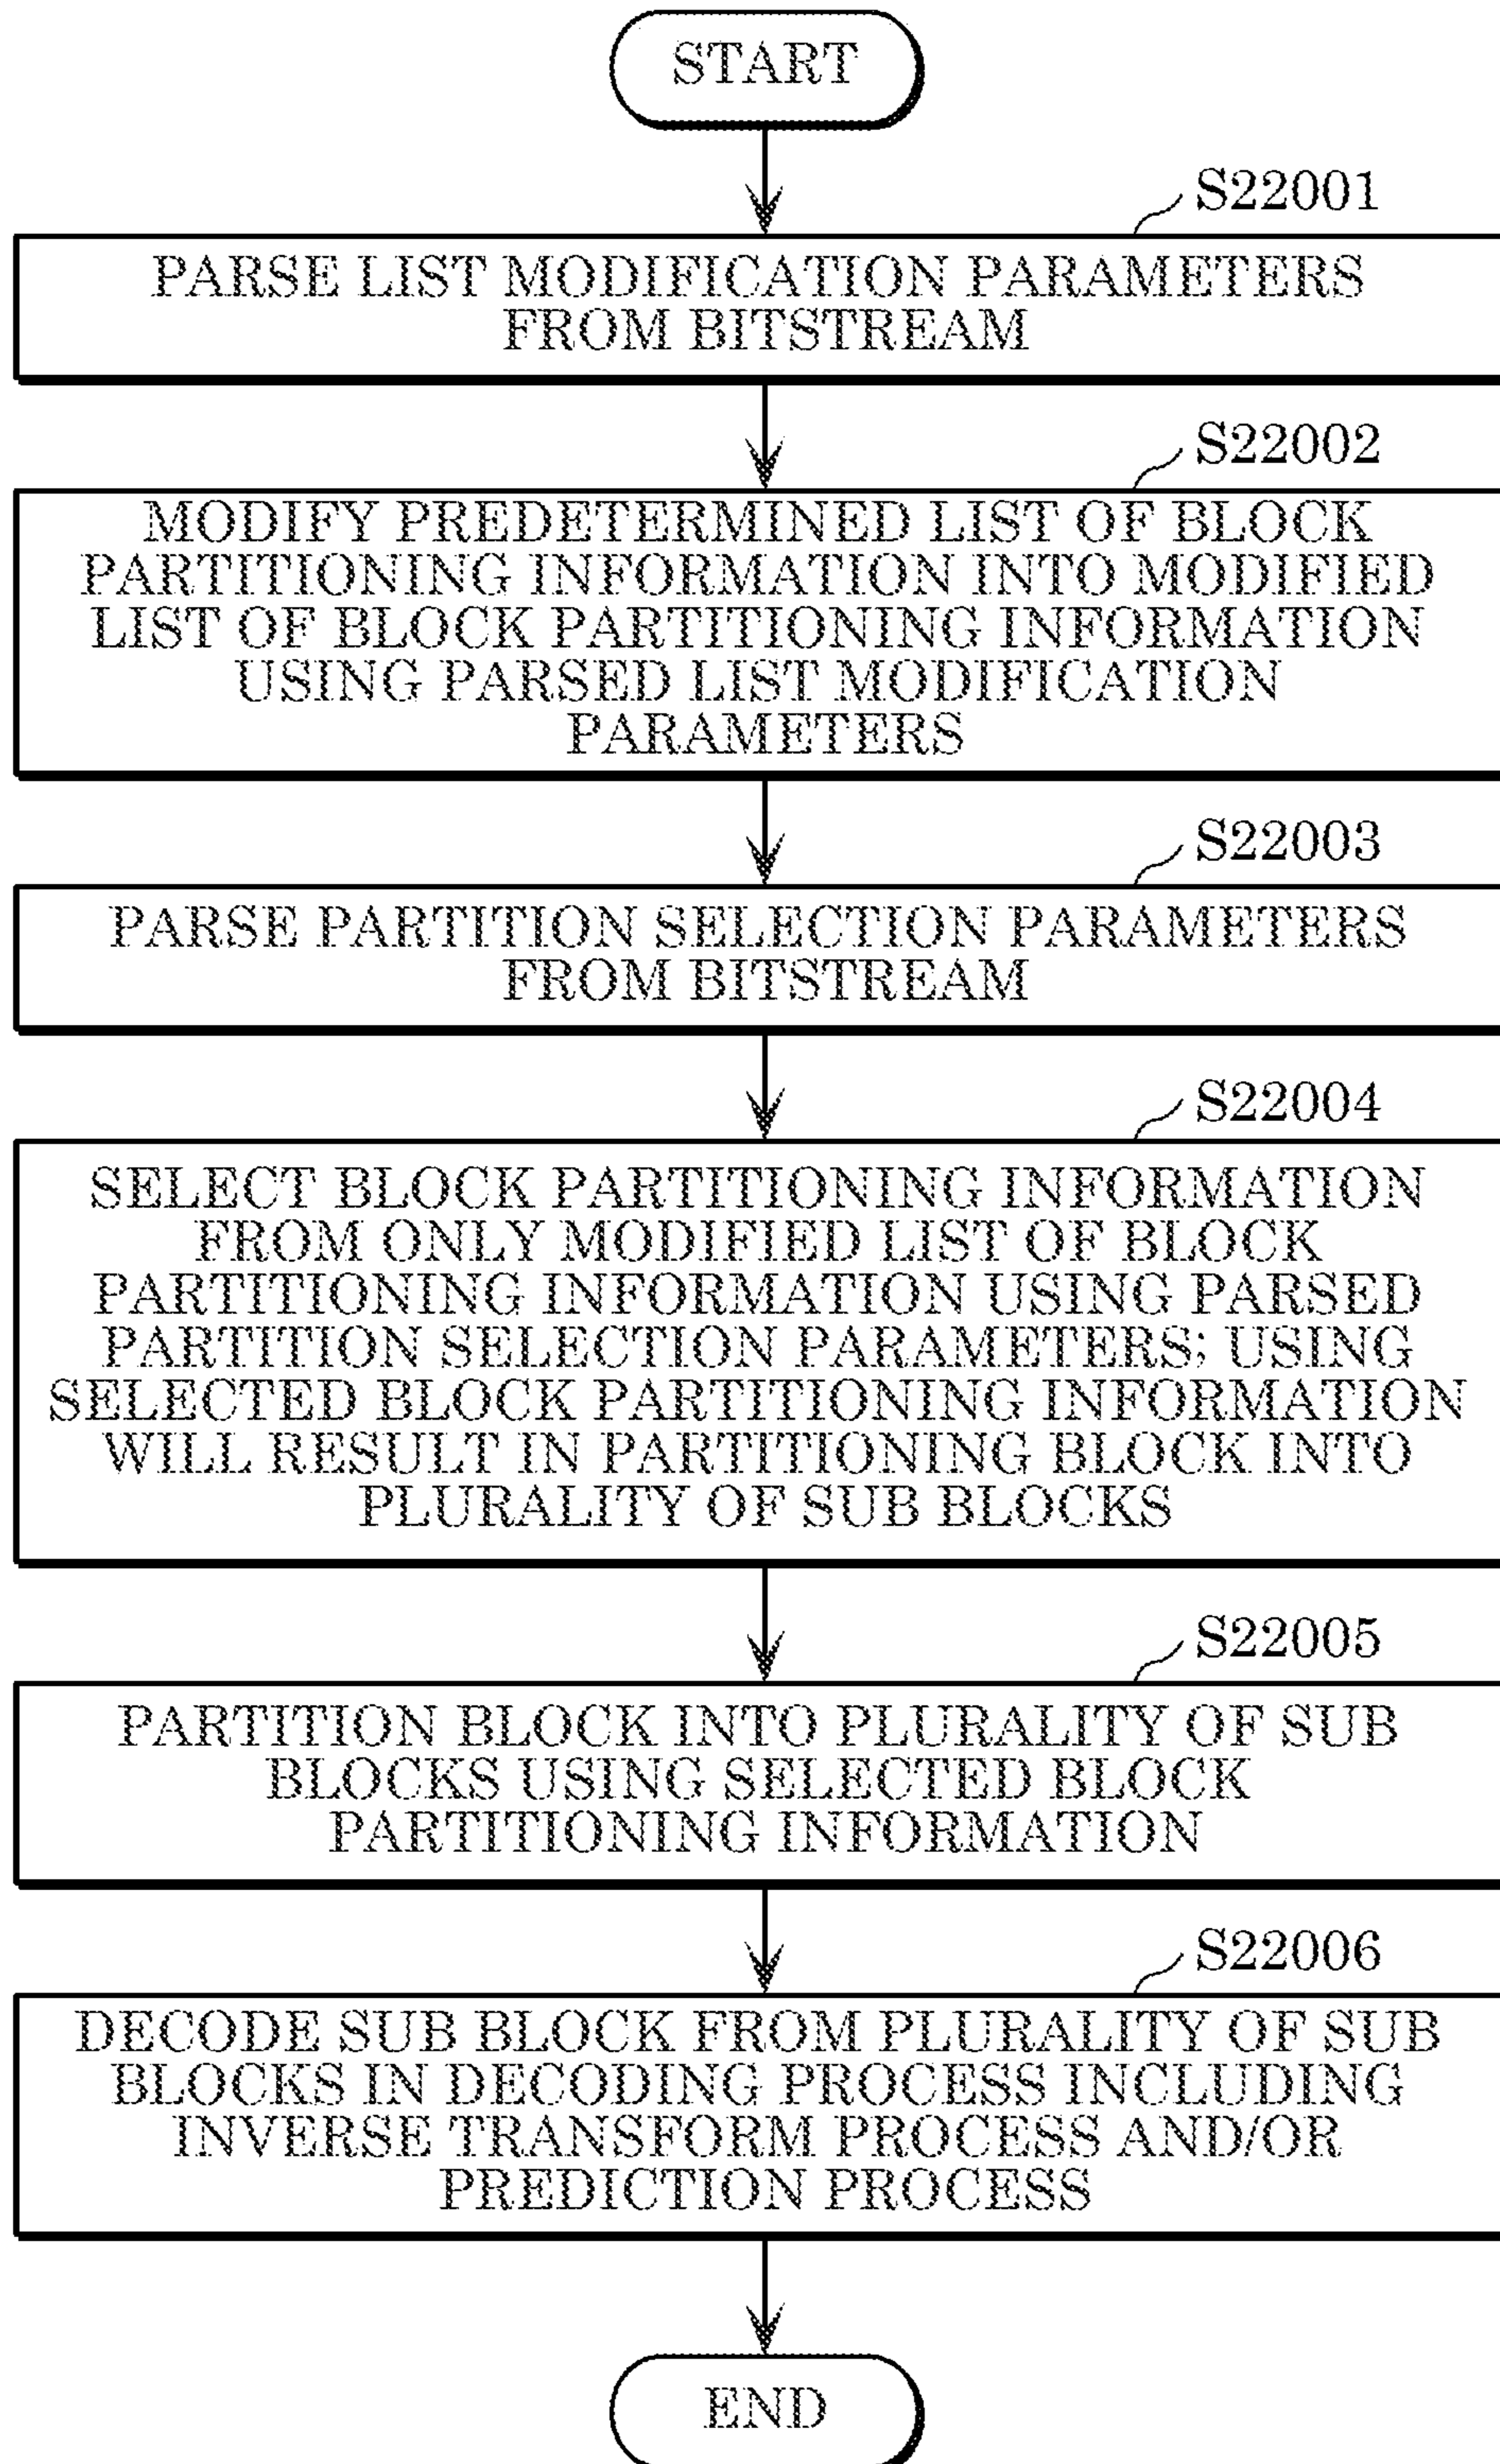 START
S22001
PARSE LIST MODIFICATION PARAMETERS
FROM BITSTREAM
S22002
MODIFY PREDETERMINED LIST OF BLOCK
PARTITIONING INFORMATION INTO MODIFIED
LIST OF BLOCK PARTITIONING INFORMATION
USING PARSED LIST MODIFICATION
PARAMETERS
S22003
PARSE PARTITION SELECTION PARAMETERS
FROM BITSTREAM
S22004
SELECT BLOCK PARTITIONING INFORMATION
FROM ONLY MODIFIED LIST OF BLOCK
PARTITIONING INFORMATION USING PARSED
PARTITION SELECTION PARAMETERS; USING
SELECTED BLOCK PARTITIONING INFORMATION
WILL RESULT IN PARTITIONING BLOCK INTO
PLURALITY OF SUB BLOCKS
S22005
PARTITION BLOCK INTO PLURALITY OF SUB
BLOCKS USING SELECTED BLOCK
PARTITIONING INFORMATION
S22006
DECODE SUB BLOCK FROM PLURALITY OF SUB
BLOCKS IN DECODING PROCESS INCLUDING
INVERSE TRANSFORM PROCESS AND/OR
PREDICTION PROCESS
END